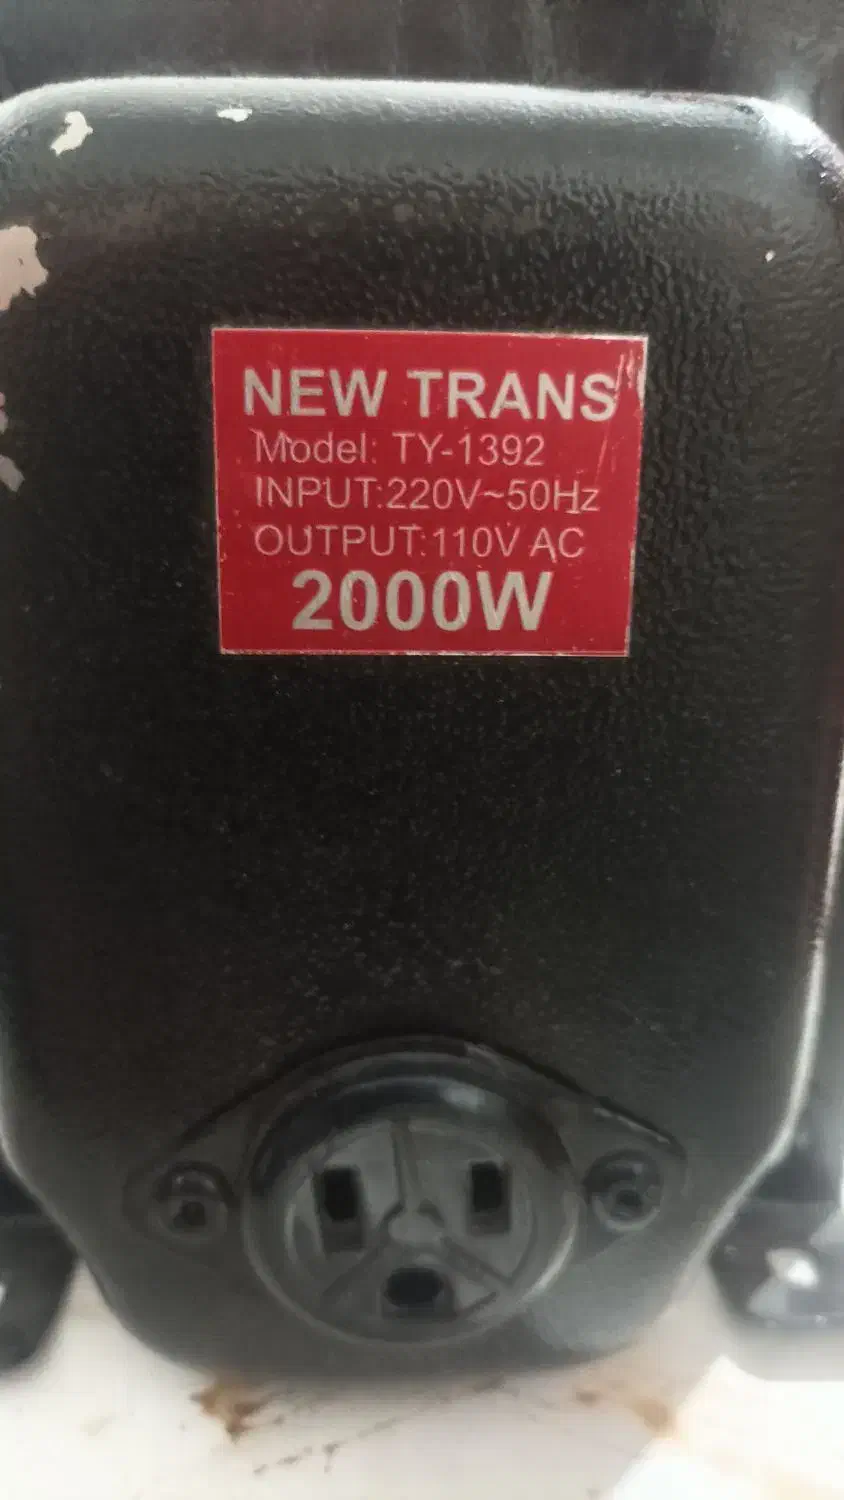 NEW TRANS
Model: TY-1392
INPUT:220V~50Hz
OUTPUT:110V AC
2000W